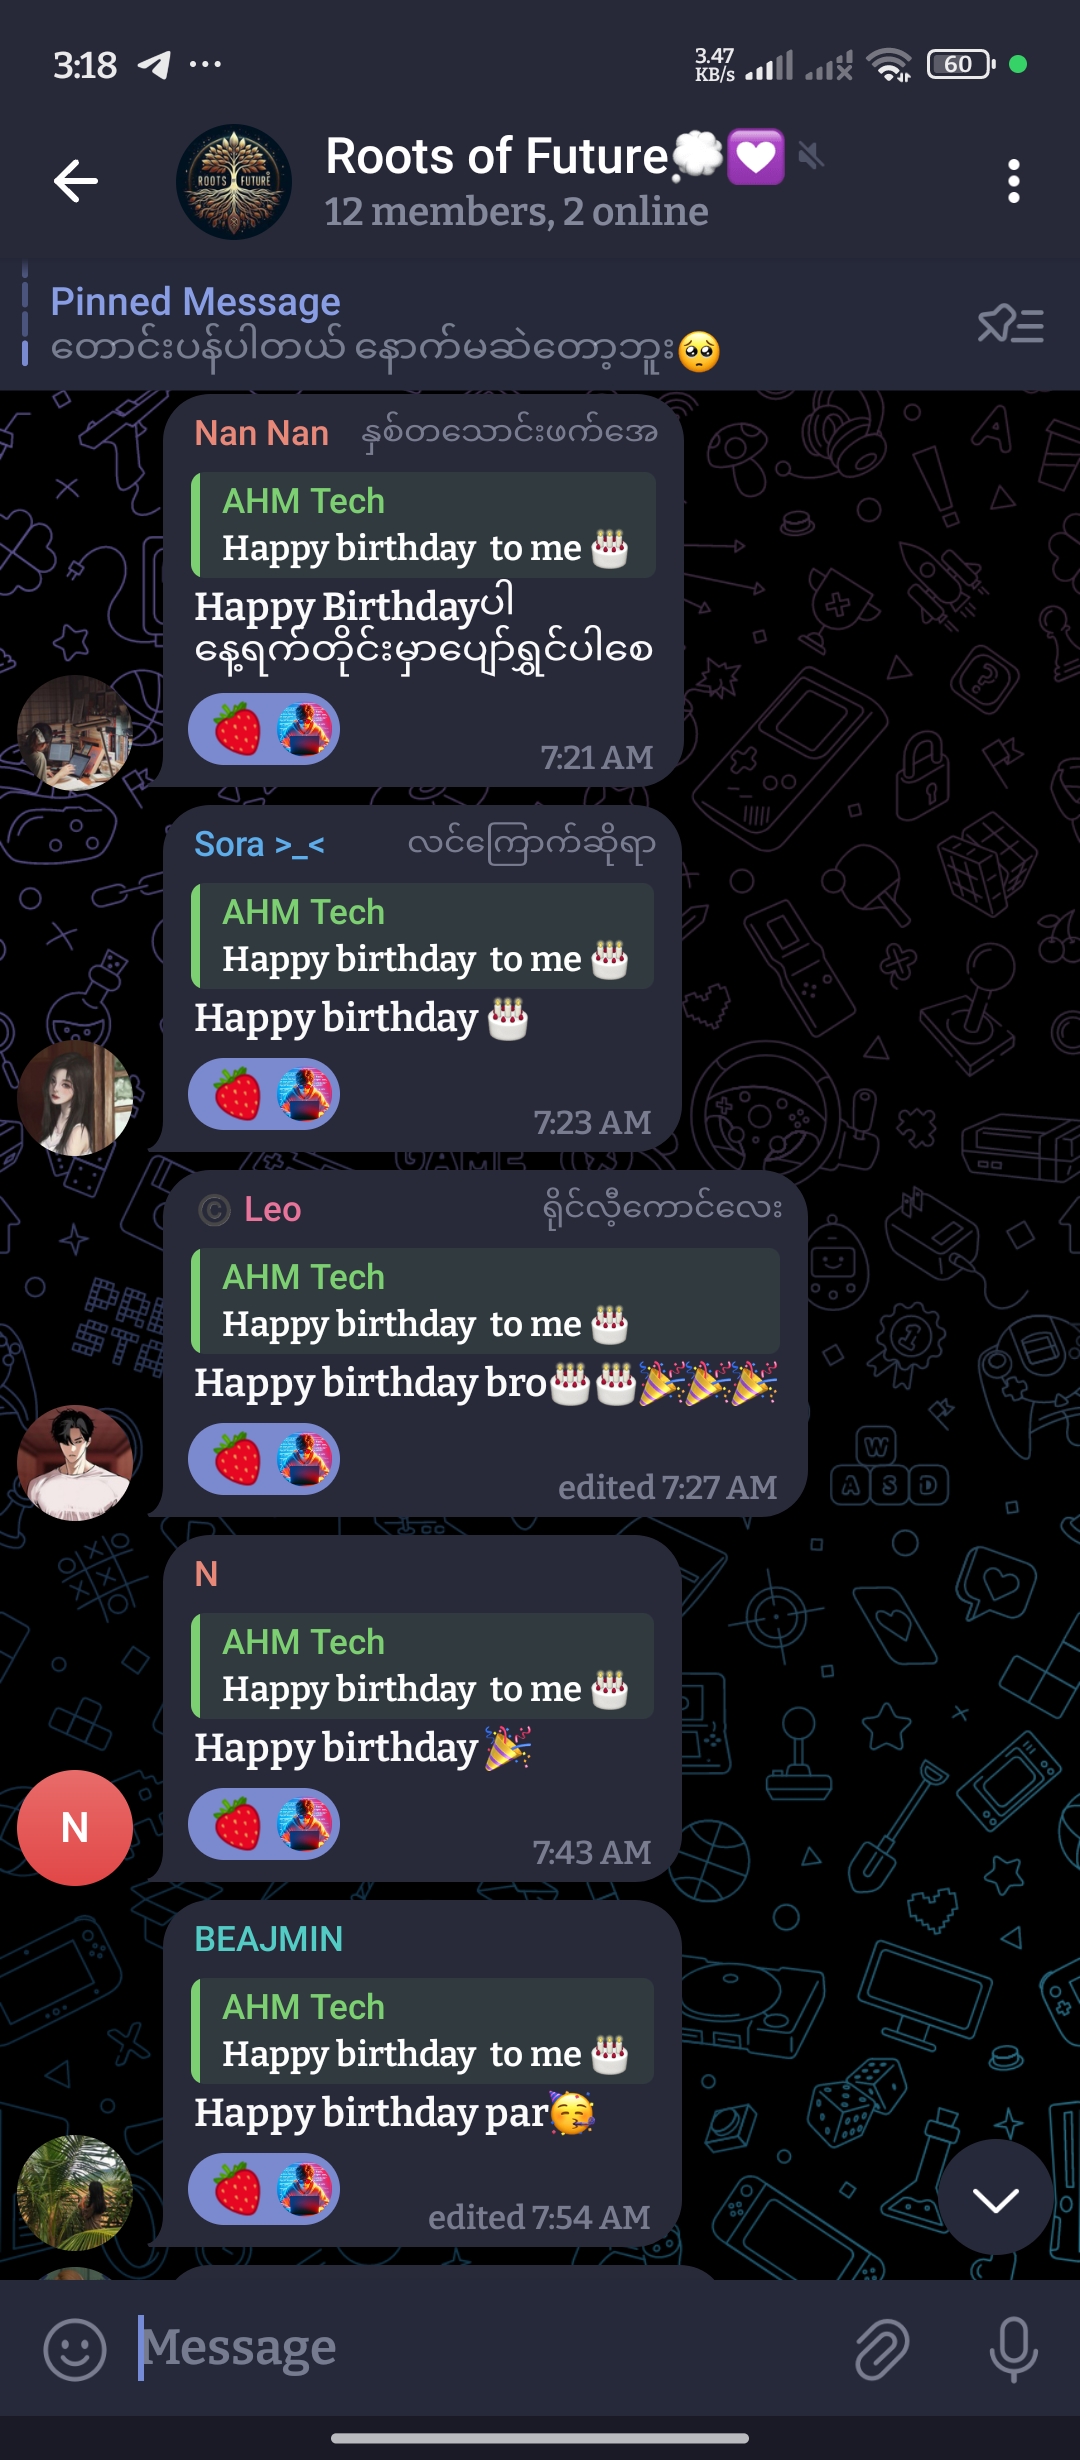 3:18
3.47
KB/s
60
ROOTS FUTURE
Roots of Future💭💟
12 members, 2 online
Pinned Message
တောင်းပန်ပါတယ် နောက်မဆဲတော့ဘူး🥺
Nan Nan နှစ်တသောင်းဖက်အေ
AHM Tech
Happy birthday to me 🎂
Happy Birthdayပါ
နေ့ရက်တိုင်းမှာပျော်ရွှင်ပါစေ
🍓
7:21 AM
Sora >_< လင်ကြောက်ဆိုရာ
AHM Tech
Happy birthday to me 🎂
Happy birthday 🎂
🍓
7:23 AM
© Leo ရိုင်လီ့ကောင်လေး
AHM Tech
Happy birthday to me 🎂
Happy birthday bro🎂🎂🎉🎉🎉
🍓
edited 7:27 AM
N
AHM Tech
Happy birthday to me 🎂
Happy birthday 🎉
🍓
N
7:43 AM
BEAJMIN
AHM Tech
Happy birthday to me 🎂
Happy birthday par🥳
🍓
edited 7:54 AM
Message